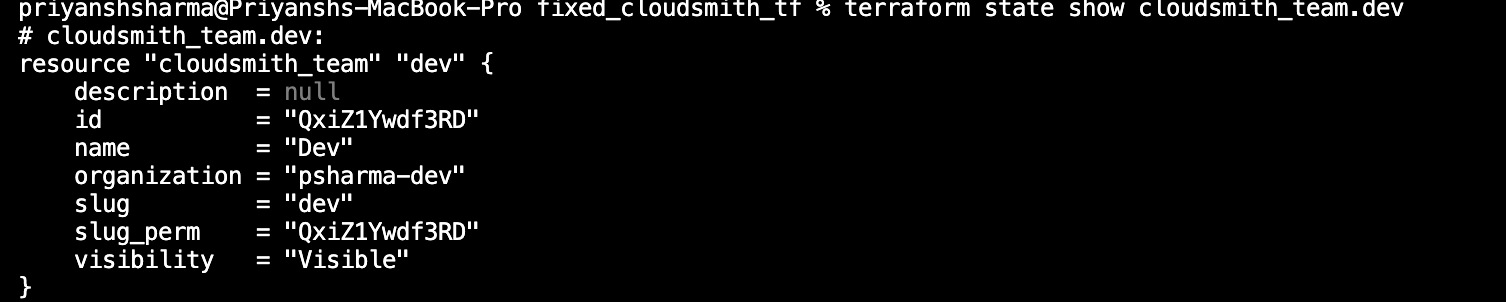 priyanshsharma@Priyanshs-MacBook-Pro fixed_cloudsmith_tf % terraform state show cloudsmith_team.dev
# cloudsmith_team.dev:
resource "cloudsmith_team" "dev" {
    description  = null
    id           = "QxiZ1Ywdf3RD"
    name         = "Dev"
    organization = "psharma-dev"
    slug         = "dev"
    slug_perm    = "QxiZ1Ywdf3RD"
    visibility   = "Visible"
}